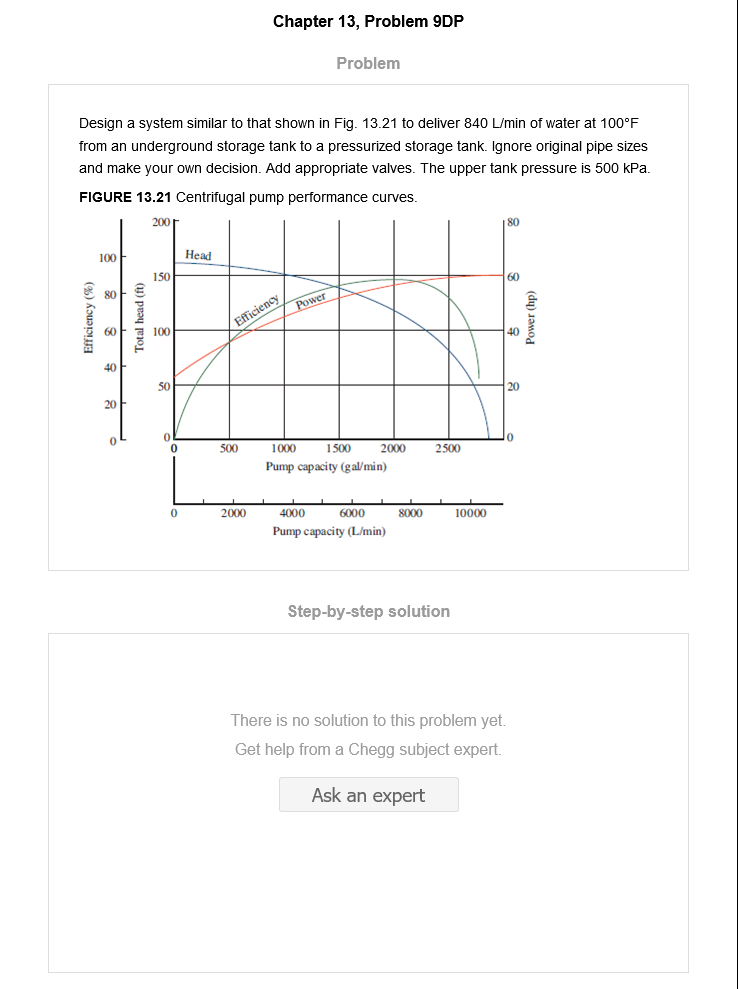 Chapter 13, Problem 9DP
Problem
Design a system similar to that shown in Fig. 13.21 to deliver 840 L/min of water at 100°F
from an underground storage tank to a pressurized storage tank. Ignore original pipe sizes
and make your own decision. Add appropriate valves. The upper tank pressure is 500 kPa.
FIGURE 13.21 Centrifugal pump performance curves.
200
80
Head
100
150
60
Efficiency (%)
80
Total head (ft)
Efficiency
Power
Power (hp)
60
100
40
40
50
20
20
0
0
0
0
500
1000
1500
2000
2500
Pump capacity (gal/min)
0
2000
4000
6000
8000
10000
Pump capacity (L/min)
Step-by-step solution
There is no solution to this problem yet.
Get help from a Chegg subject expert.
Ask an expert